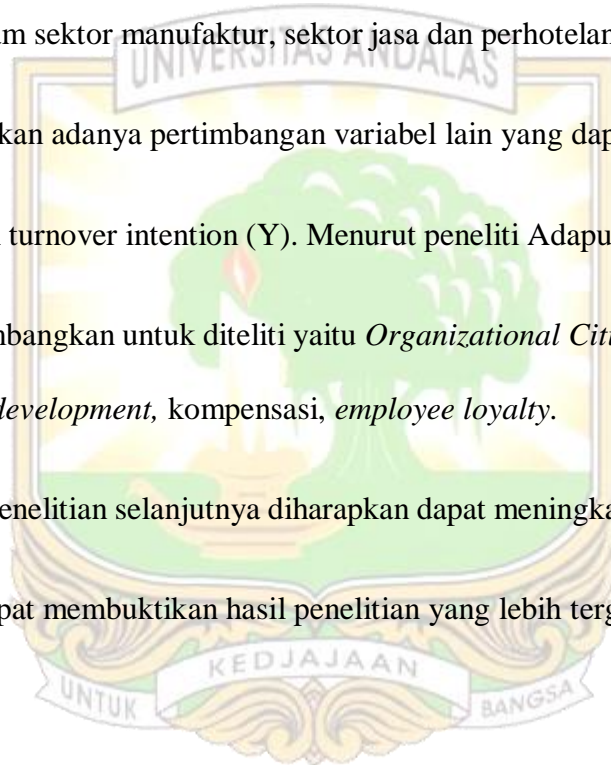 um sektor manufaktur, sektor jasa dan perhotelan
UNIVERSITAS ANDALAS
kan adanya pertimbangan variabel lain yang dap
turnover intention (Y). Menurut peneliti Adapu
mbangkan untuk diteliti yaitu Organizational Citi
development, kompensasi, employee loyalty.
enelitian selanjutnya diharapkan dapat meningka
pat membuktikan hasil penelitian yang lebih terg
KEDJAJAAN
UNTUK BANGSA